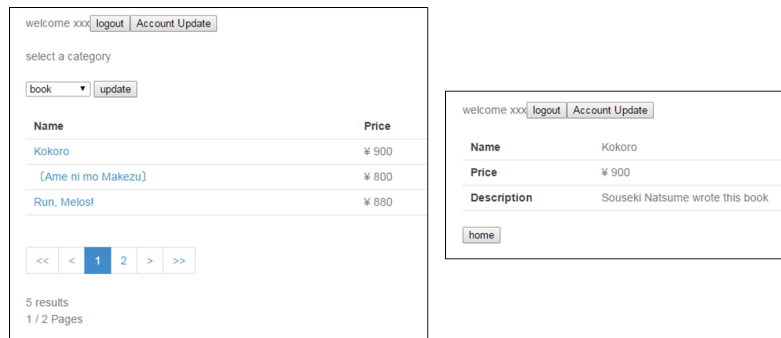 welcome xxx logout Account Update
select a category
book ▼ update
Name Price
Kokoro ¥ 900
〔Ame ni mo Makezu〕 ¥ 800
Run, Melos! ¥ 880
<< < 1 2 > >>
5 results
1 / 2 Pages
welcome xxx logout Account Update
Name Kokoro
Price ¥ 900
Description Souseki Natsume wrote this book
home